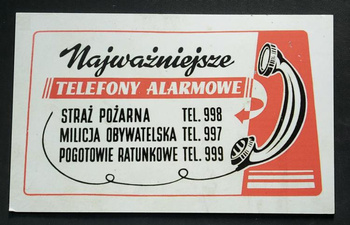 Najważniejsze
TELEFONY ALARMOWE
STRAŻ POŻARNA TEL. 998
MILICJA OBYWATELSKA TEL. 997
POGOTOWIE RATUNKOWE TEL. 999